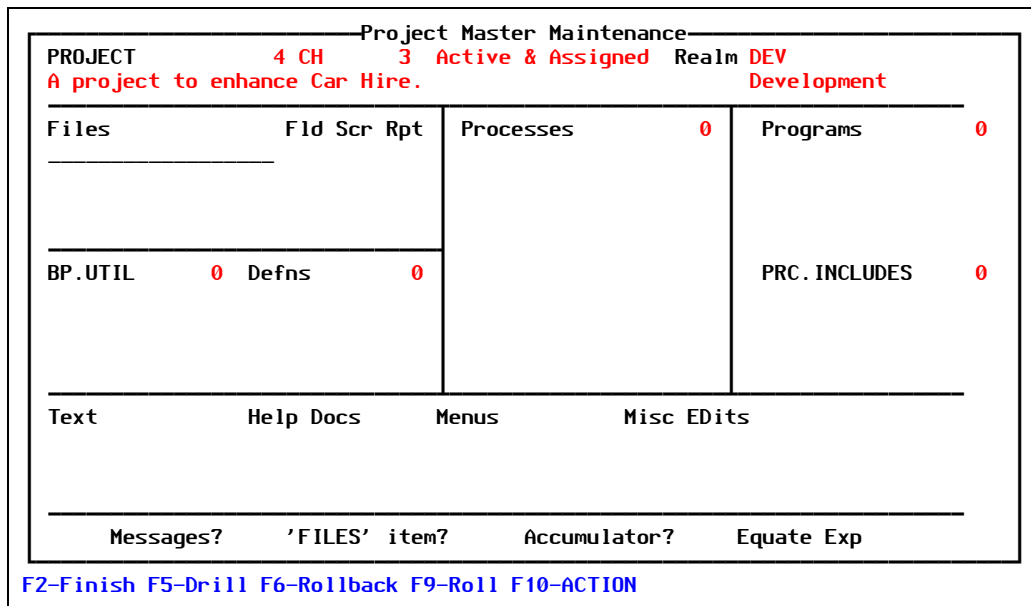 Project Master Maintenance
PROJECT 4 CH 3 Active & Assigned Realm DEV
A project to enhance Car Hire. Development
Files Fld Scr Rpt Processes 0 Programs 0
__________________
BP.UTIL 0 Defns 0 PRC.INCLUDES 0
Text Help Docs Menus Misc EDits
Messages? 'FILES' item? Accumulator? Equate Exp
F2-Finish F5-Drill F6-Rollback F9-Roll F10-ACTION